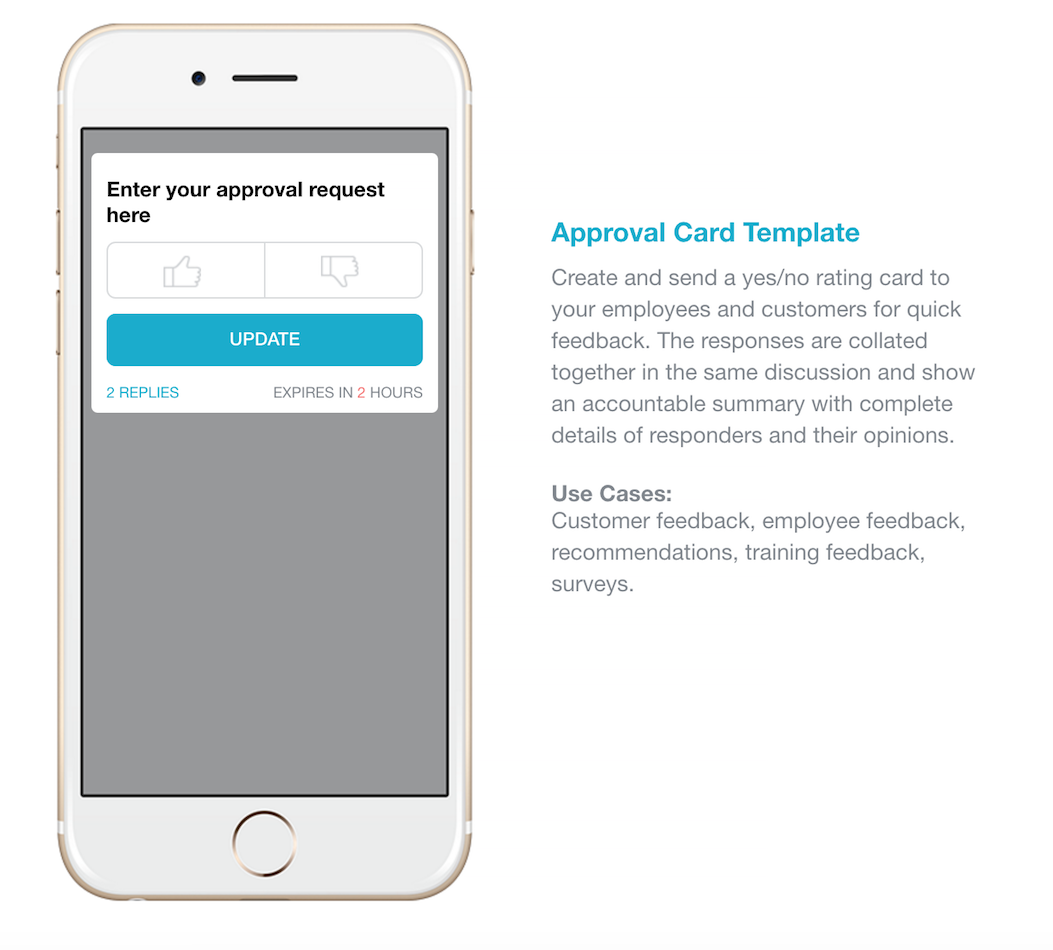 Enter your approval request
here
UPDATE
2 REPLIES
EXPIRES IN 2 HOURS
Approval Card Template
Create and send a yes/no rating card to
your employees and customers for quick
feedback. The responses are collated
together in the same discussion and show
an accountable summary with complete
details of responders and their opinions.
Use Cases:
Customer feedback, employee feedback,
recommendations, training feedback,
surveys.